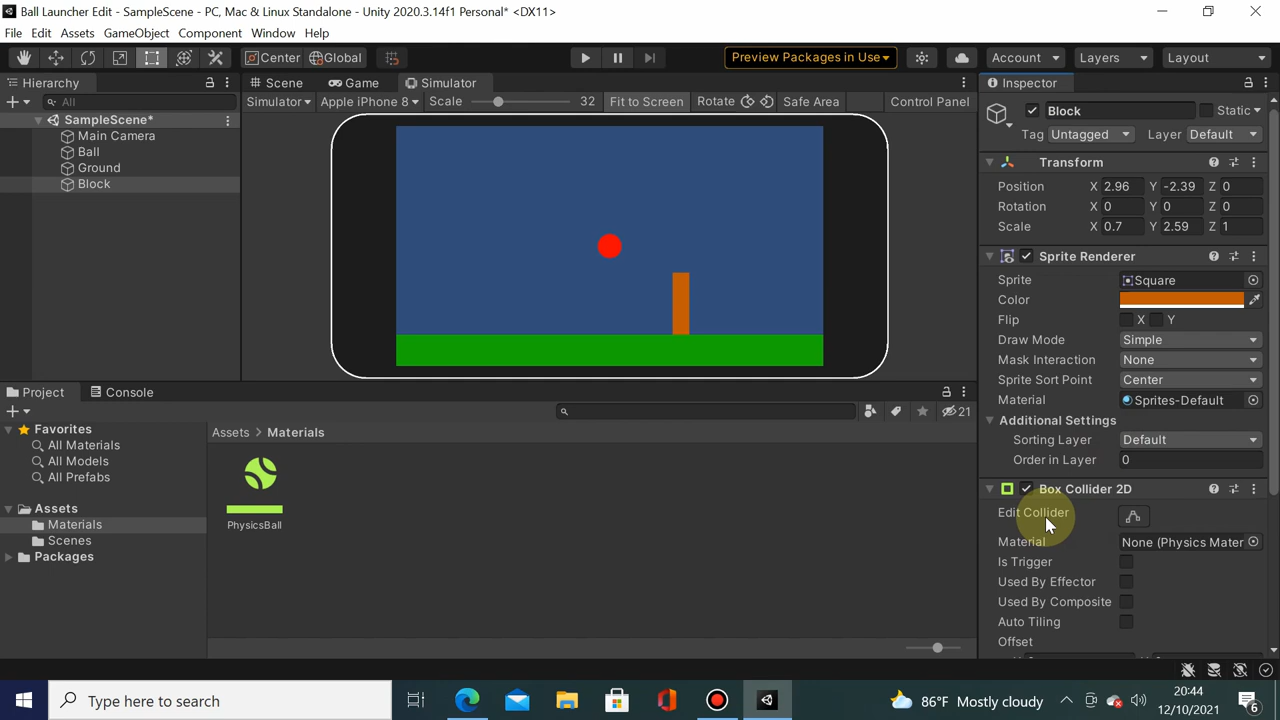 Ball Launcher Edit - SampleScene - PC, Mac & Linux Standalone - Unity 2020.3.14f1 Personal* <DX11>
File Edit Assets GameObject Component Window Help
Center Global Preview Packages in Use Account Layers Layout
Hierarchy Scene Game Simulator Inspector
All Simulator Apple iPhone 8 Scale 32 Fit to Screen Rotate Safe Area Control Panel
SampleScene*
Main Camera
Ball
Ground
Block
Block Static
Tag Untagged Layer Default
Transform
Position X 2.96 Y -2.39 Z 0
Rotation X 0 Y 0 Z 0
Scale X 0.7 Y 2.59 Z 1
Sprite Renderer
Sprite Square
Color
Flip X Y
Draw Mode Simple
Mask Interaction None
Sprite Sort Point Center
Material Sprites-Default
Additional Settings
Sorting Layer Default
Order in Layer 0
Box Collider 2D
Edit Collider
Material None (Physics Mater
Is Trigger
Used By Effector
Used By Composite
Auto Tiling
Offset
Project Console
21
Favorites
All Materials
All Models
All Prefabs
Assets
Materials
Scenes
Packages
Assets > Materials
PhysicsBall
Type here to search
86°F Mostly cloudy
20:44
12/10/2021
6